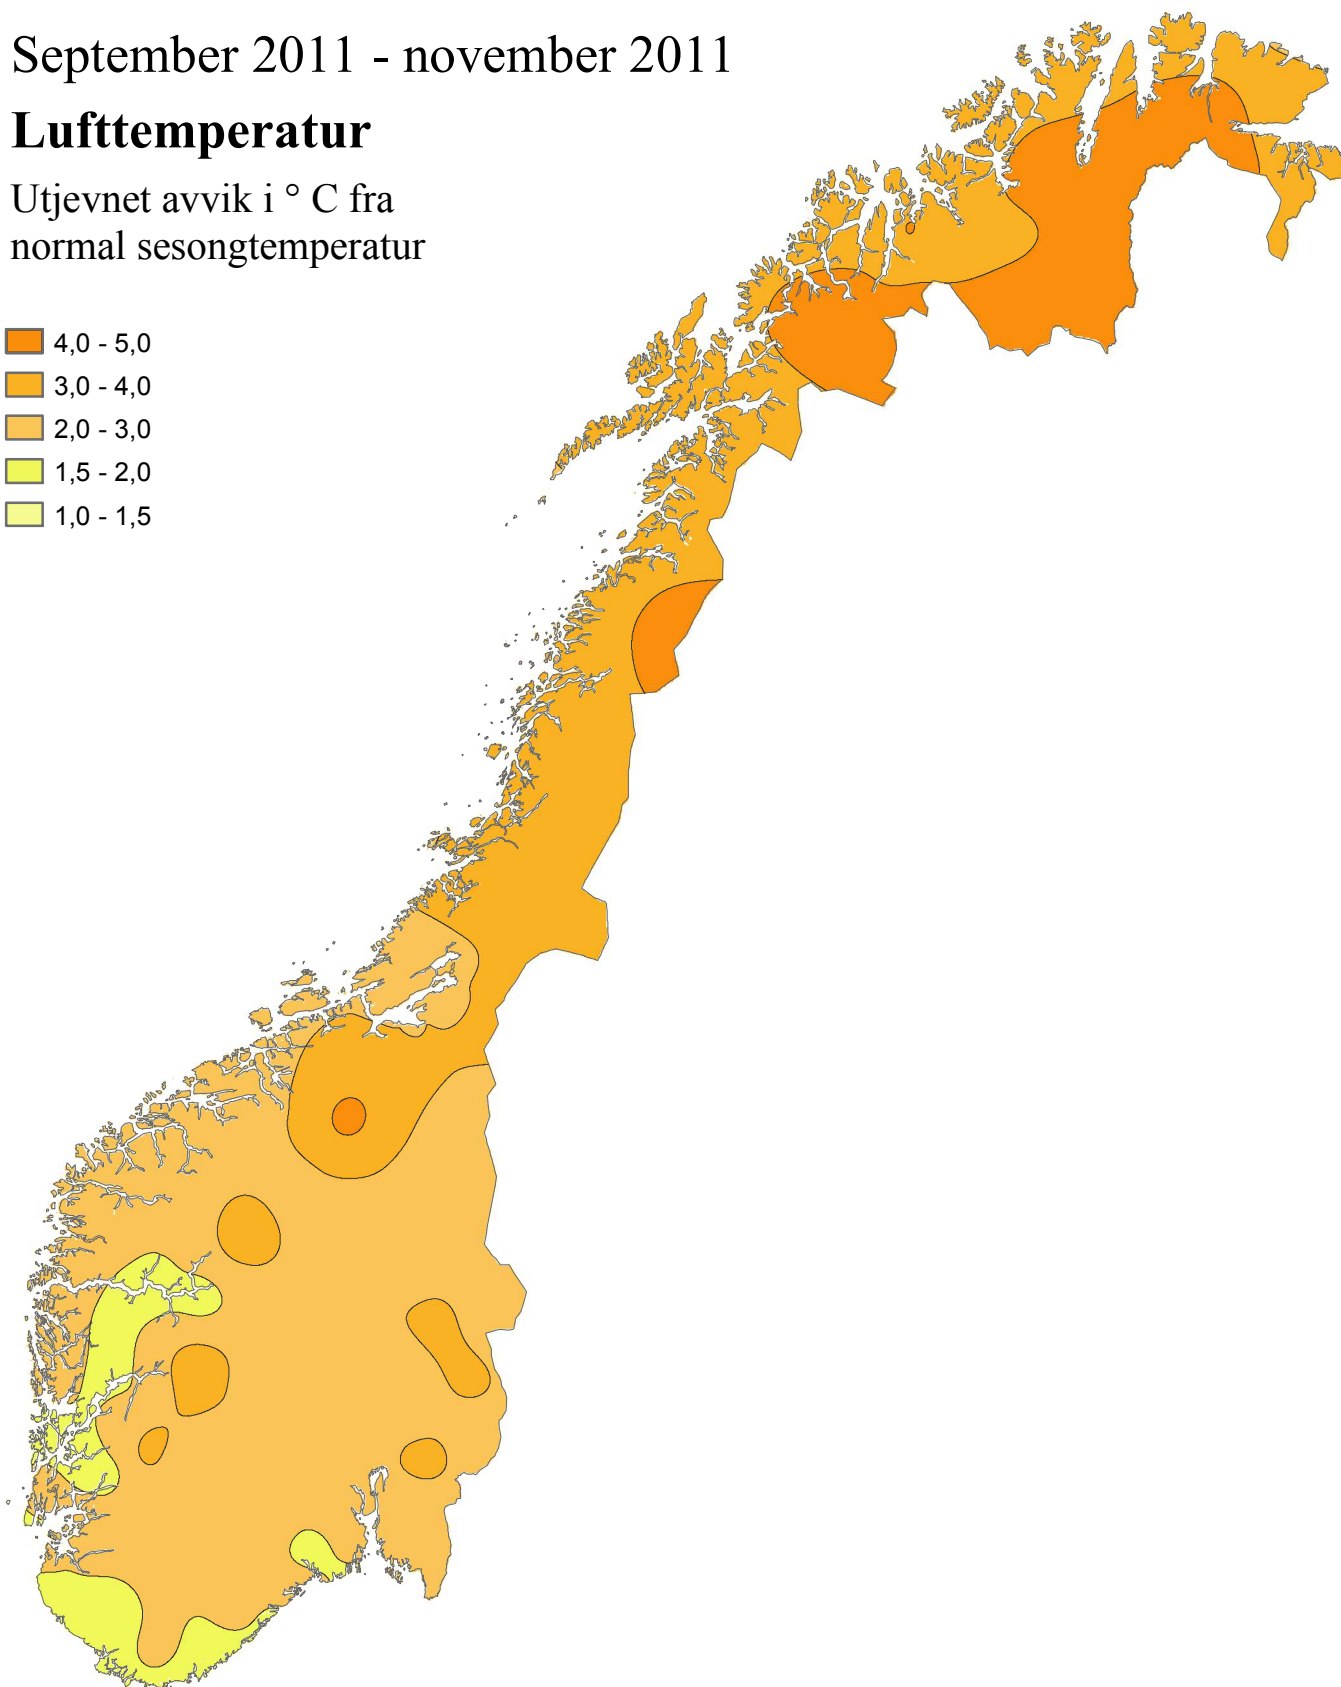 September 2011 - november 2011
Lufttemperatur
Utjevnet avvik i ° C fra
normal sesongtemperatur
4,0 - 5,0
3,0 - 4,0
2,0 - 3,0
1,5 - 2,0
1,0 - 1,5